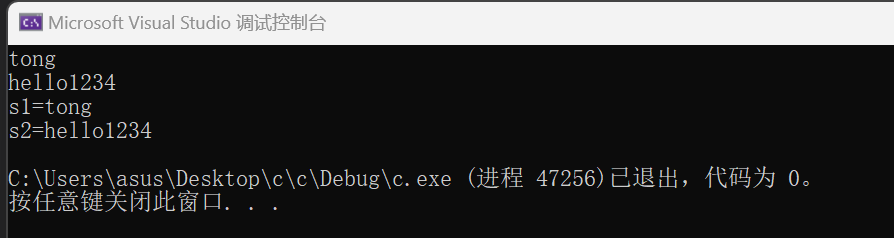 Microsoft Visual Studio 调试控制台
tong
hello1234
s1=tong
s2=hello1234
C:\Users\asus\Desktop\c\c\Debug\c.exe (进程 47256)已退出，代码为 0。
按任意键关闭此窗口. . .